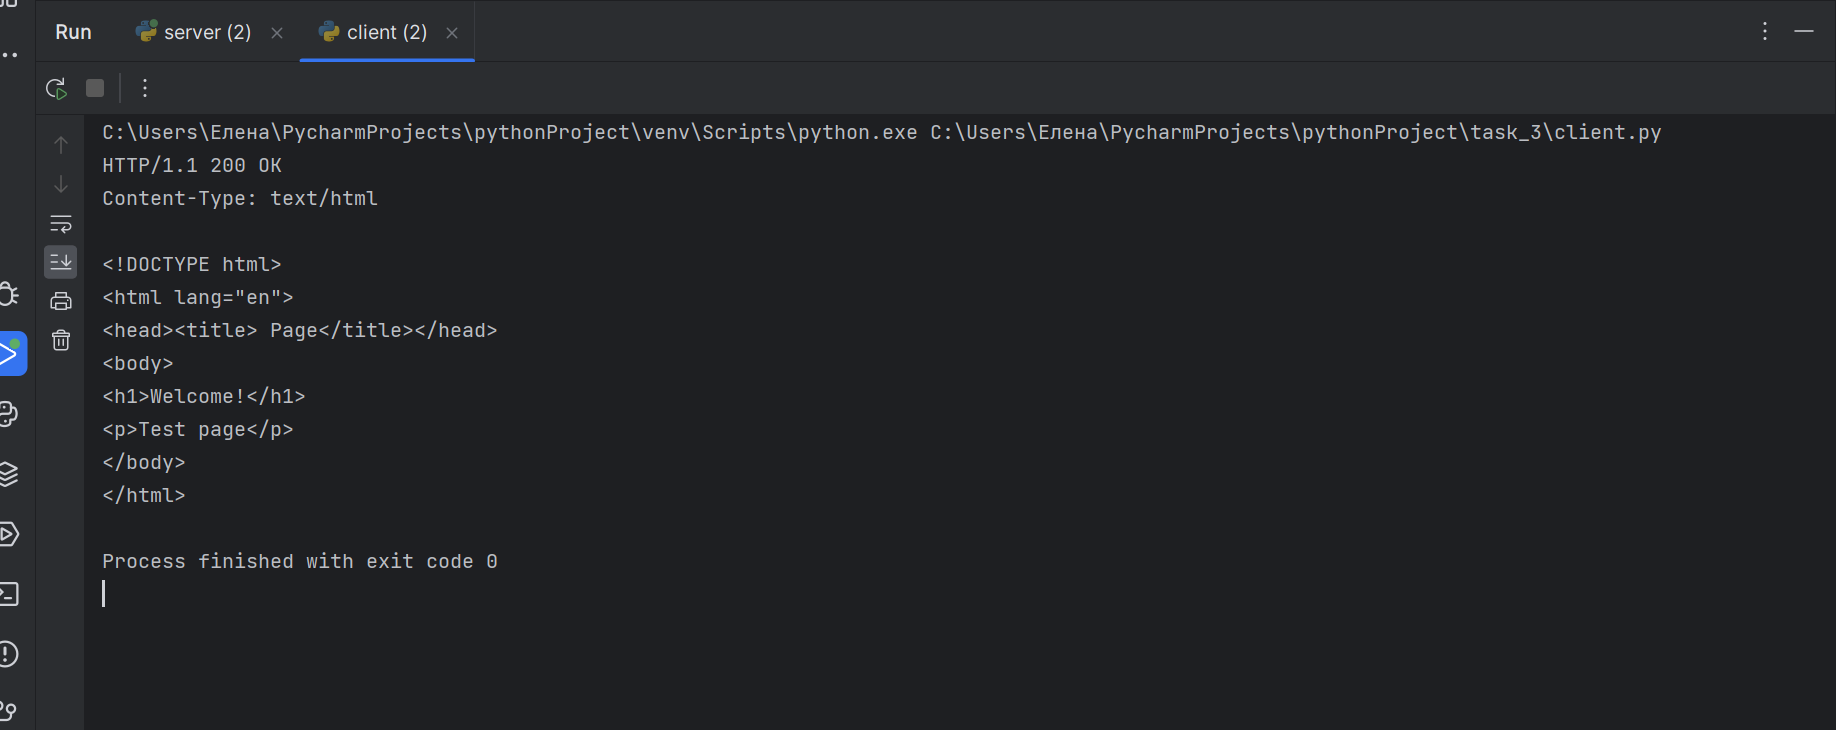 Run server (2) client (2)
C:\Users\Елена\PycharmProjects\pythonProject\venv\Scripts\python.exe C:\Users\Елена\PycharmProjects\pythonProject\task_3\client.py
HTTP/1.1 200 OK
Content-Type: text/html
<!DOCTYPE html>
<html lang="en">
<head><title> Page</title></head>
<body>
<h1>Welcome!</h1>
<p>Test page</p>
</body>
</html>
Process finished with exit code 0